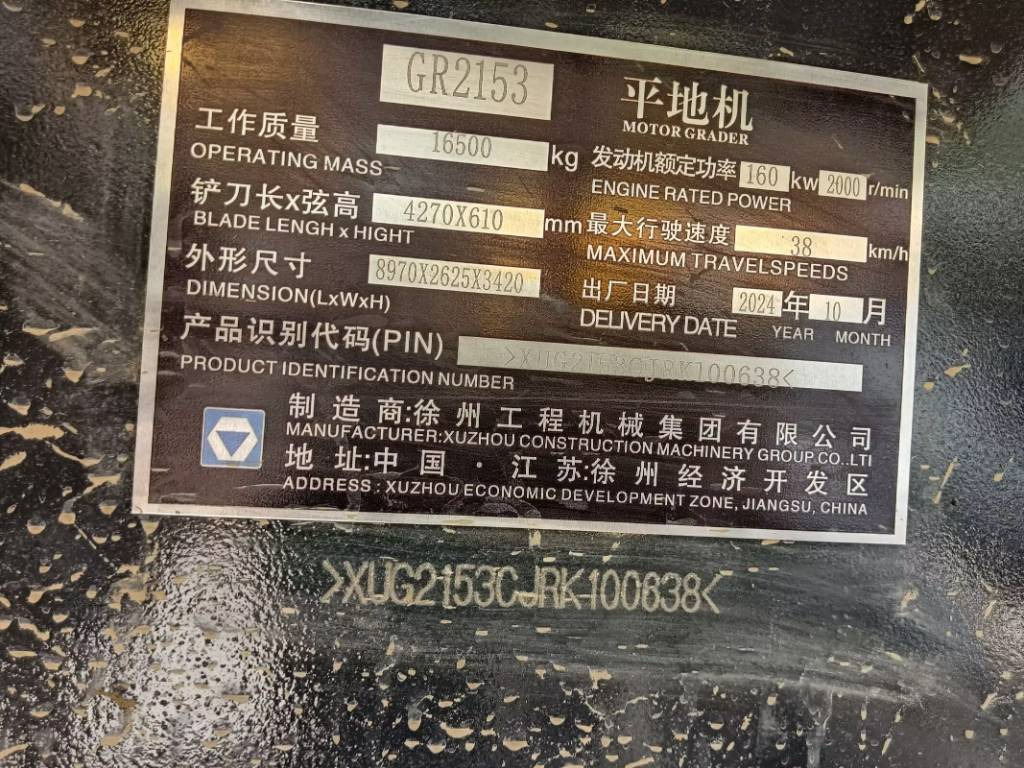 GR2153
平地机
MOTOR GRADER
工作质量 16500 kg
OPERATING MASS
发动机额定功率 160 kw 2000 r/min
ENGINE RATED POWER
铲刀长x弦高 4270X610 mm
BLADE LENGH x HIGHT
最大行驶速度 38 km/h
MAXIMUM TRAVELSPEEDS
外形尺寸 8970X2625X3420
DIMENSION(LxWxH)
出厂日期 2024 年 10 月
DELIVERY DATE YEAR MONTH
产品识别代码(PIN) >XUG2153CJRK100638<
PRODUCT IDENTIFICATION NUMBER
制造商:徐州工程机械集团有限公司
MANUFACTURER:XUZHOU CONSTRUCTION MACHINERY GROUP CO.,LTI
地址:中国·江苏:徐州经济开发区
ADDRESS : XUZHOU ECONOMIC DEVELOPMENT ZONE, JIANGSU, CHINA
>XUG2153CJRK100638<